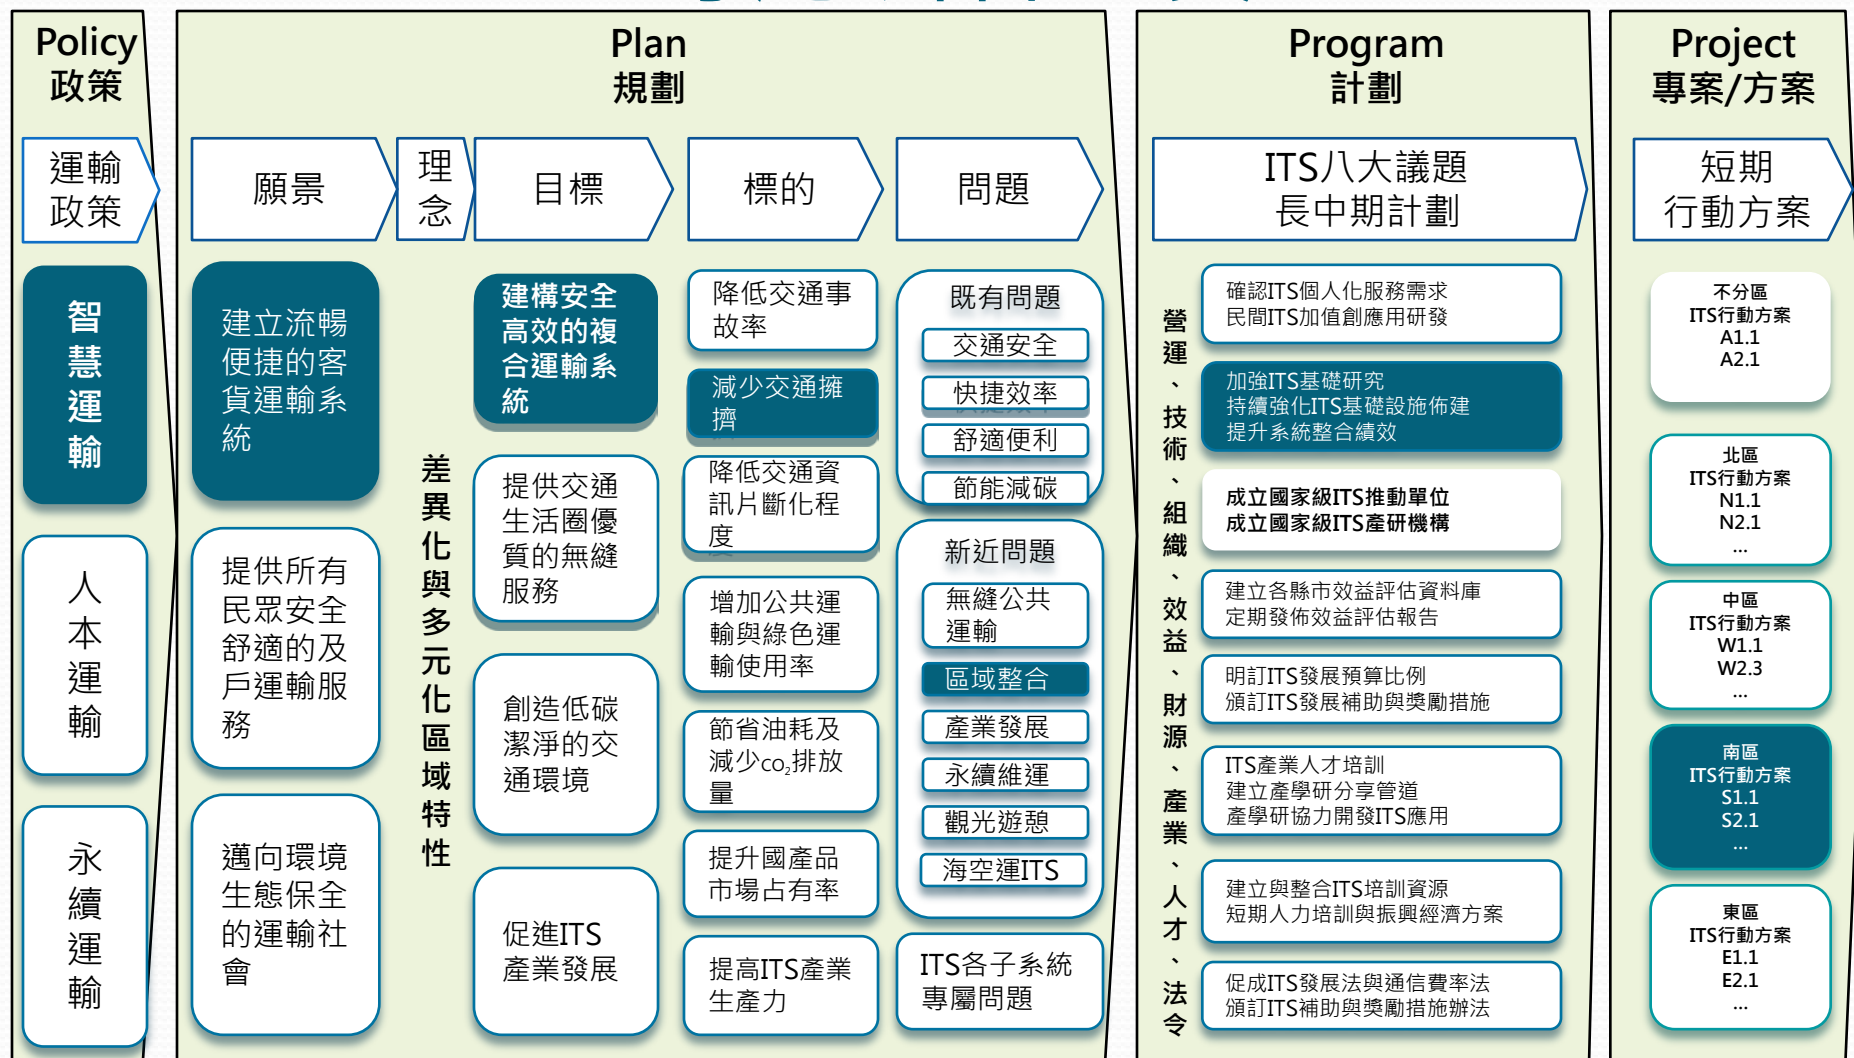 Policy
政策
Plan
規劃
Program
計劃
Project
專案/方案
運輸
政策
願景
理
念
目標
標的
問題
ITS八大議題
長中期計劃
短期
行動方案
智
慧
運
輸
人
本
運
輸
永
續
運
輸
建立流暢
便捷的客
貨運輸系
統
提供所有
民眾安全
舒適的及
戶運輸服
務
邁向環境
生態保全
的運輸社
會
差
異
化
與
多
元
化
區
域
特
性
建構安全
高效的複
合運輸系
統
提供交通
生活圈優
質的無縫
服務
創造低碳
潔淨的交
通環境
促進ITS
產業發展
降低交通事
故率
減少交通擁
擠
降低交通資
訊片斷化程
度
增加公共運
輸與綠色運
輸使用率
節省油耗及
減少co₂排放
量
提升國產品
市場占有率
提高ITS產業
生產力
既有問題
交通安全
快捷效率
舒適便利
節能減碳
新近問題
無縫公共
運輸
區域整合
產業發展
永續維運
觀光遊憩
海空運ITS
ITS各子系統
專屬問題
營
運
、
技
術
、
組
織
、
效
益
、
財
源
、
產
業
、
人
才
、
法
令
確認ITS個人化服務需求
民間ITS加值創應用研發
加強ITS基礎研究
持續強化ITS基礎設施佈建
提升系統整合績效
成立國家級ITS推動單位
成立國家級ITS產研機構
建立各縣市效益評估資料庫
定期發佈效益評估報告
明訂ITS發展預算比例
頒訂ITS發展補助與獎勵措施
ITS產業人才培訓
建立產學研分享管道
產學研協力開發ITS應用
建立與整合ITS培訓資源
短期人力培訓與振興經濟方案
促成ITS發展法與通信費率法
頒訂ITS補助與獎勵措施辦法
不分區
ITS行動方案
A1.1
A2.1
北區
ITS行動方案
N1.1
N2.1
...
中區
ITS行動方案
W1.1
W2.3
...
南區
ITS行動方案
S1.1
S2.1
...
東區
ITS行動方案
E1.1
E2.1
...